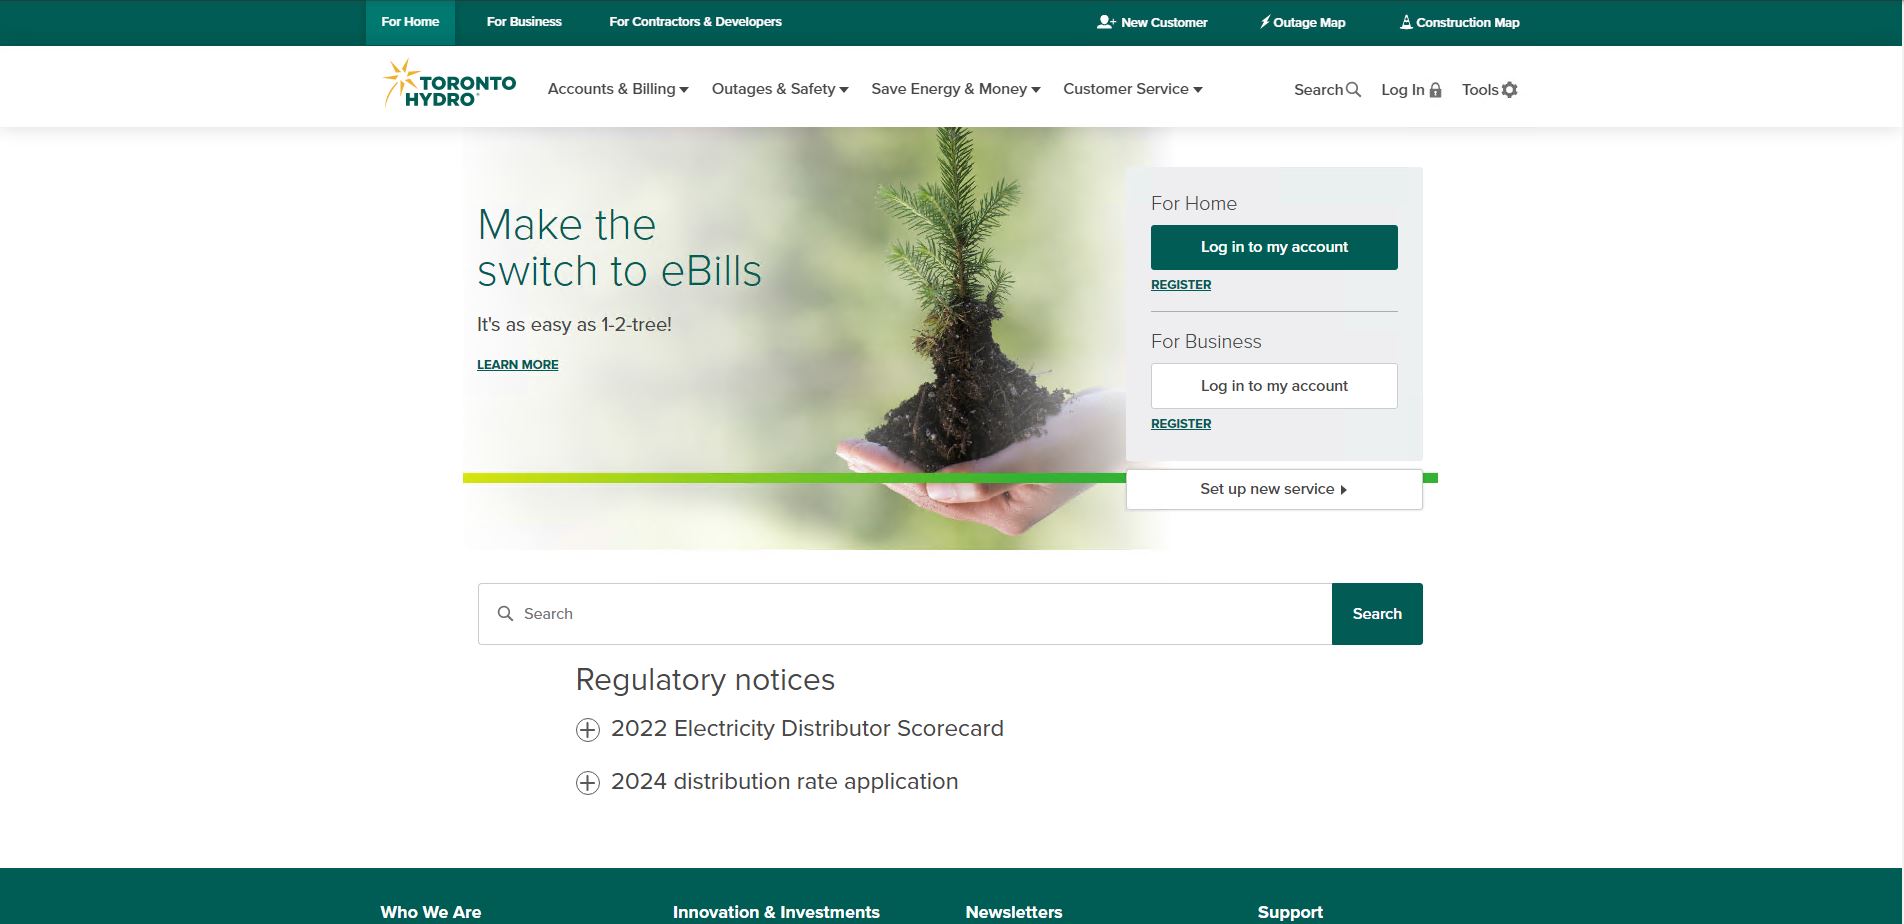 For Home
For Business
For Contractors & Developers
New Customer
Outage Map
Construction Map
TORONTO
HYDRO
Accounts & Billing
Outages & Safety
Save Energy & Money
Customer Service
Search
Log In
Tools
Make the
switch to eBills
It's as easy as 1-2-tree!
LEARN MORE
For Home
Log in to my account
REGISTER
For Business
Log in to my account
REGISTER
Set up new service
Search
Search
Regulatory notices
2022 Electricity Distributor Scorecard
2024 distribution rate application
Who We Are
Innovation & Investments
Newsletters
Support